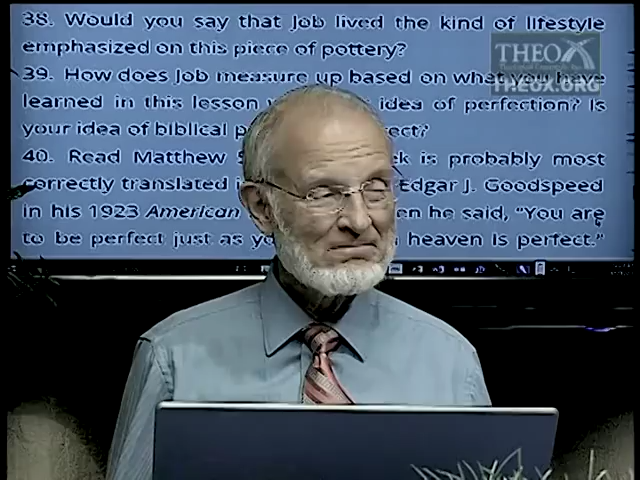 38. Would you say that Job lived the kind of lifestyle
emphasized on this piece of pottery?
THEOX
39. How does Job measure up based on what you have
THEOX.ORG
learned in this lesson idea of perfection? Is
your idea of biblical
40. Read Matthew is probably most
correctly translated Edgar J. Goodspeed
in his 1923 American he said, "You are
to be perfect just as heaven is perfect."